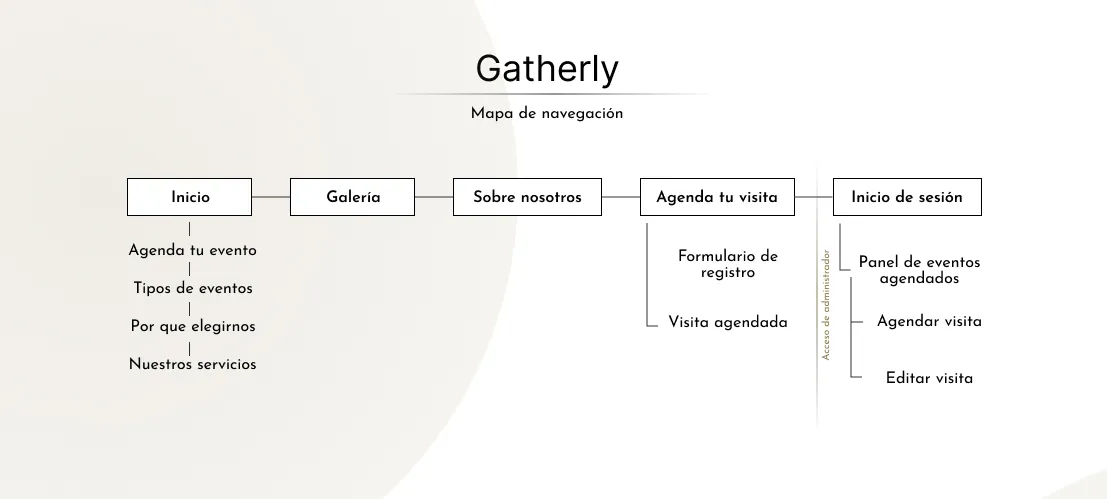 Gatherly
Mapa de navegación
Inicio
Galería
Sobre nosotros
Agenda tu visita
Inicio de sesión
Agenda tu evento
Tipos de eventos
Por que elegirnos
Nuestros servicios
Formulario de
registro
Visita agendada
Acceso de administrador
Panel de eventos
agendados
Agendar visita
Editar visita